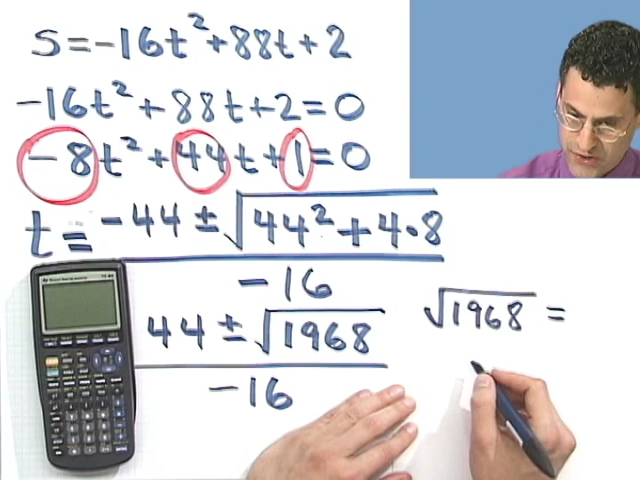 S = -16t² + 88t + 2
-16t² + 88t + 2 = 0
-8t² + 44t + 1 = 0
t = -44 ± √44² + 4•8
-16
44 ± √1968
-16
√1968 =